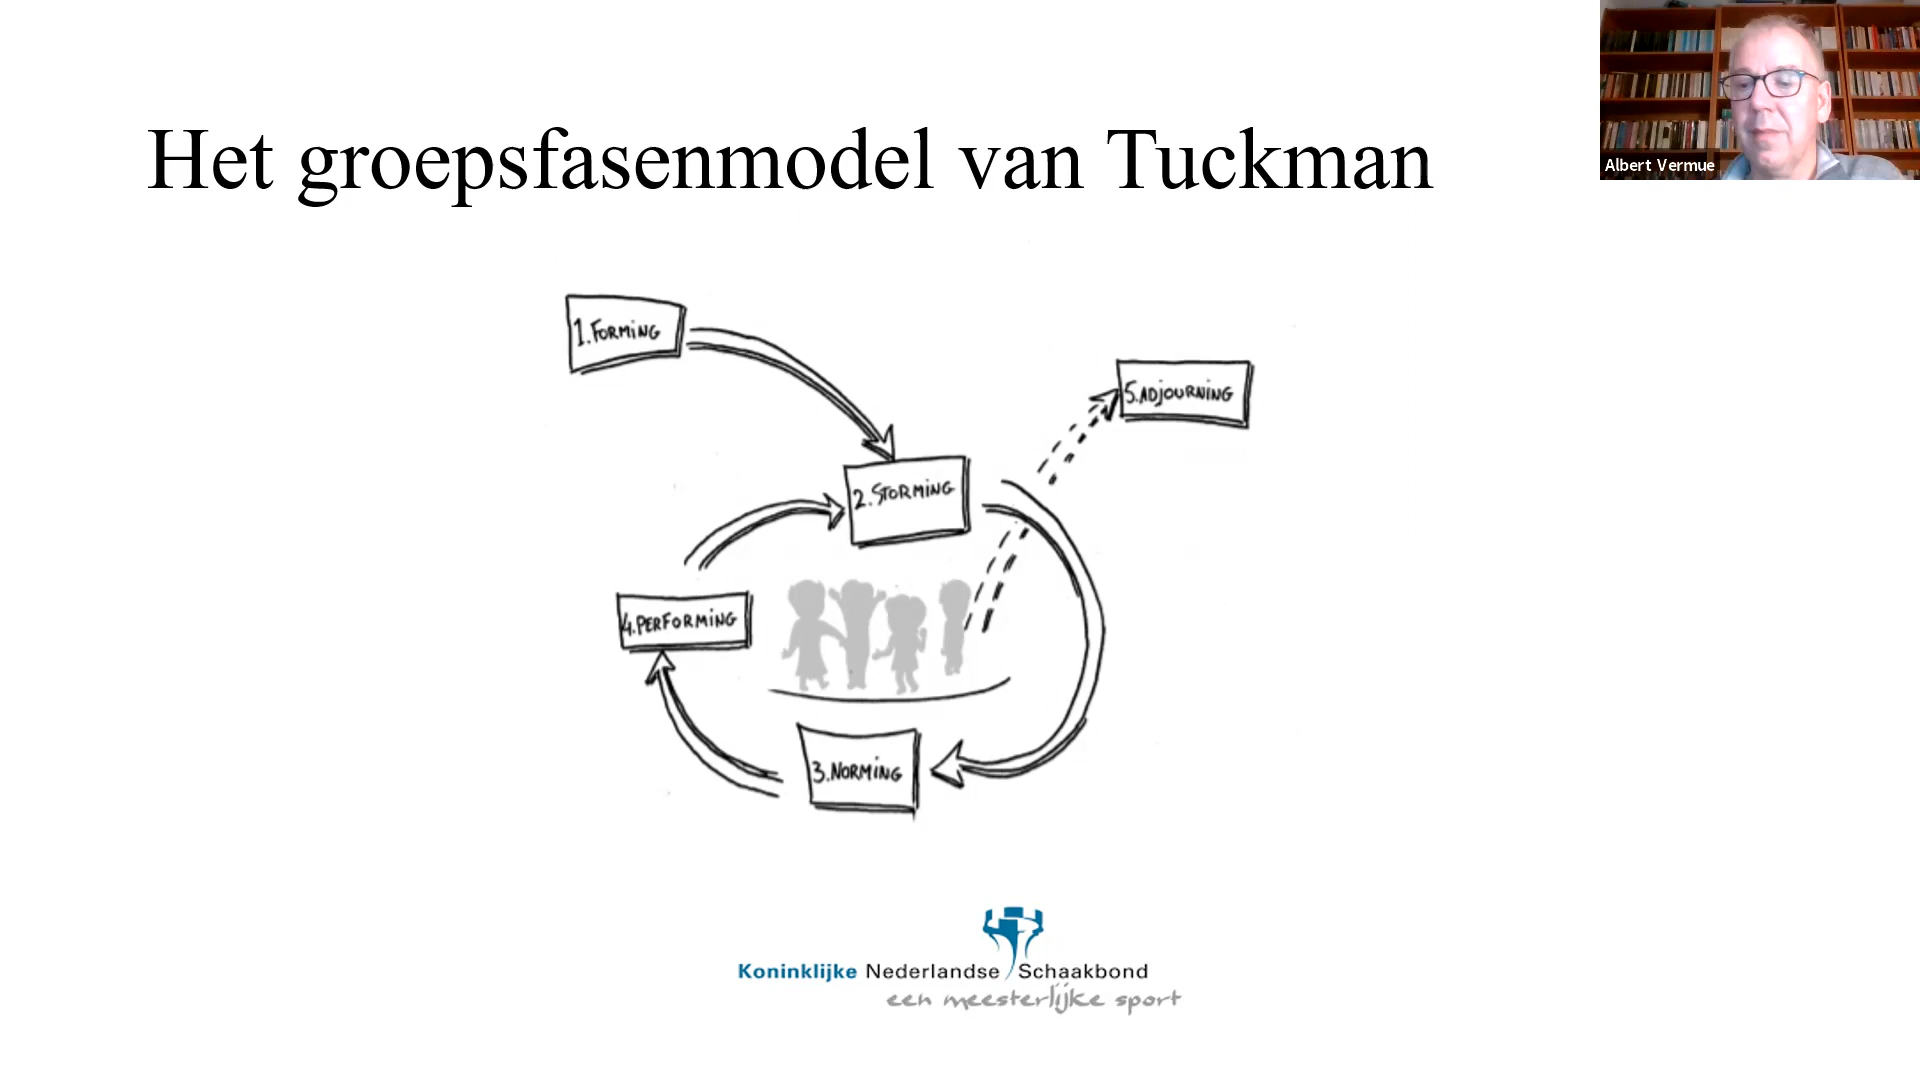 Het groepsfasenmodel van Tuckman
Albert Vermue
1.FORMING
5.ADJOURNING
2.STORMING
4.PERFORMING
3.NORMING
Koninklijke Nederlandse Schaakbond
een meesterlijke sport